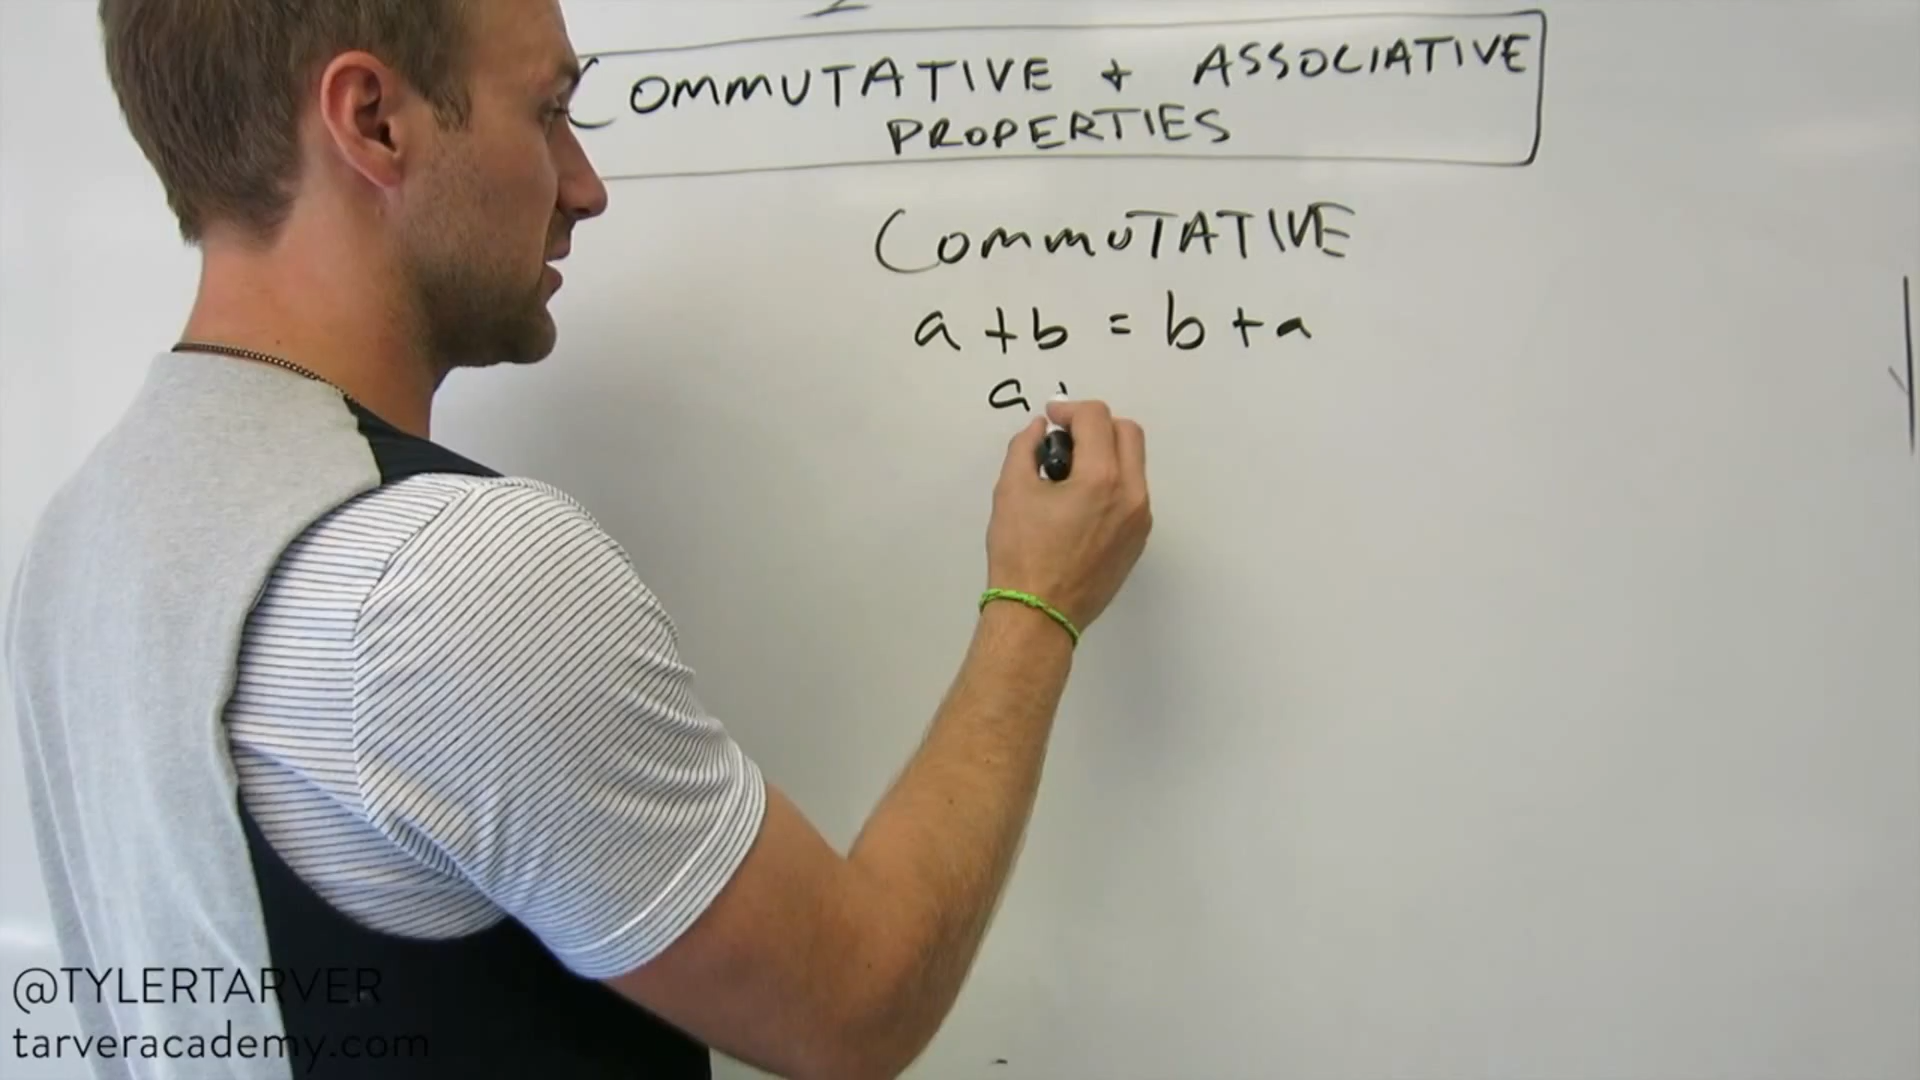 COMMUTATIVE + ASSOCIATIVE
PROPERTIES
COMMUTATIVE
a + b = b + a
a
@TYLERTARVER
tarveracademy.com